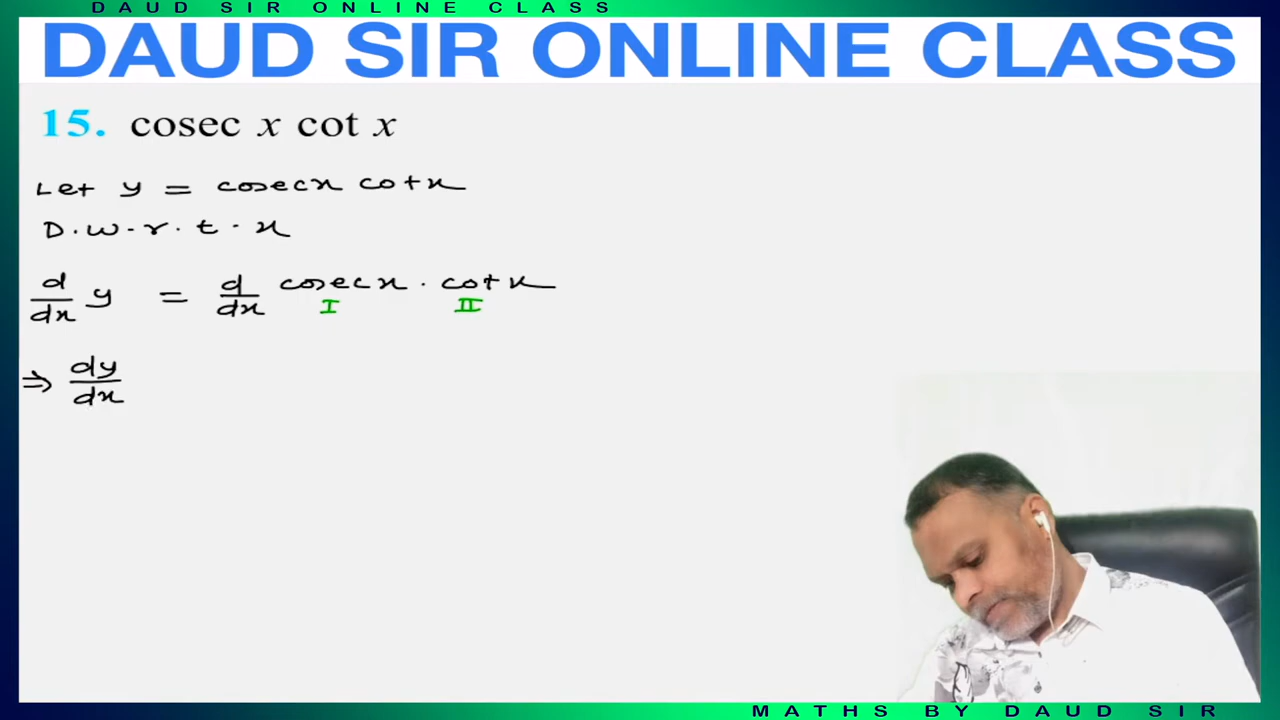 DAUD SIR ONLINE CLASS
DAUD SIR ONLINE CLASS
15. cosec x cot x
Let y = cosecx cotx
D.w.r.t.x
d/dx y = d/dx cosecx . cotx
I II
⇒ dy/dx
MATHS BY DAUD SIR